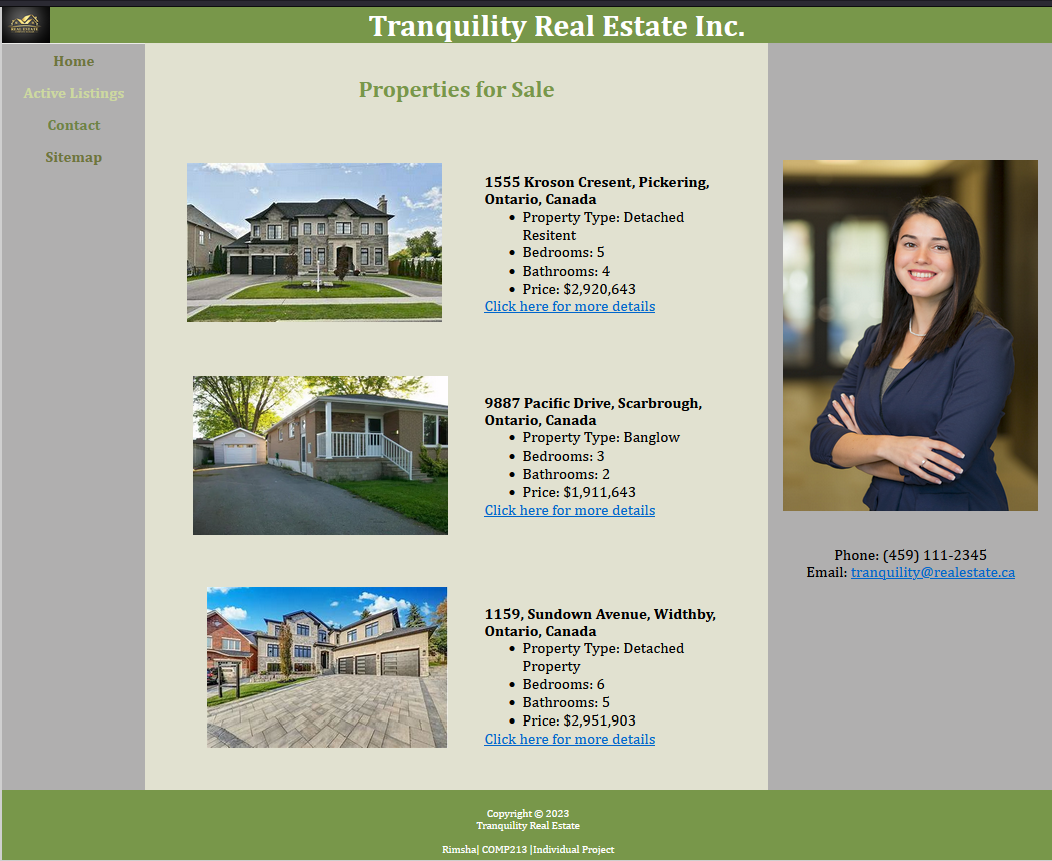 REAL ESTATE
Tranquility Real Estate Inc.
Home
Active Listings
Contact
Sitemap
Properties for Sale
1555 Kroson Cresent, Pickering,
Ontario, Canada
Property Type: Detached
Resitent
Bedrooms: 5
Bathrooms: 4
Price: $2,920,643
Click here for more details
9887 Pacific Drive, Scarbrough,
Ontario, Canada
Property Type: Banglow
Bedrooms: 3
Bathrooms: 2
Price: $1,911,643
Click here for more details
1159, Sundown Avenue, Widthby,
Ontario, Canada
Property Type: Detached
Property
Bedrooms: 6
Bathrooms: 5
Price: $2,951,903
Click here for more details
Phone: (459) 111-2345
Email: tranquility@realestate.ca
Copyright © 2023
Tranquility Real Estate
Rimsha| COMP213 |Individual Project